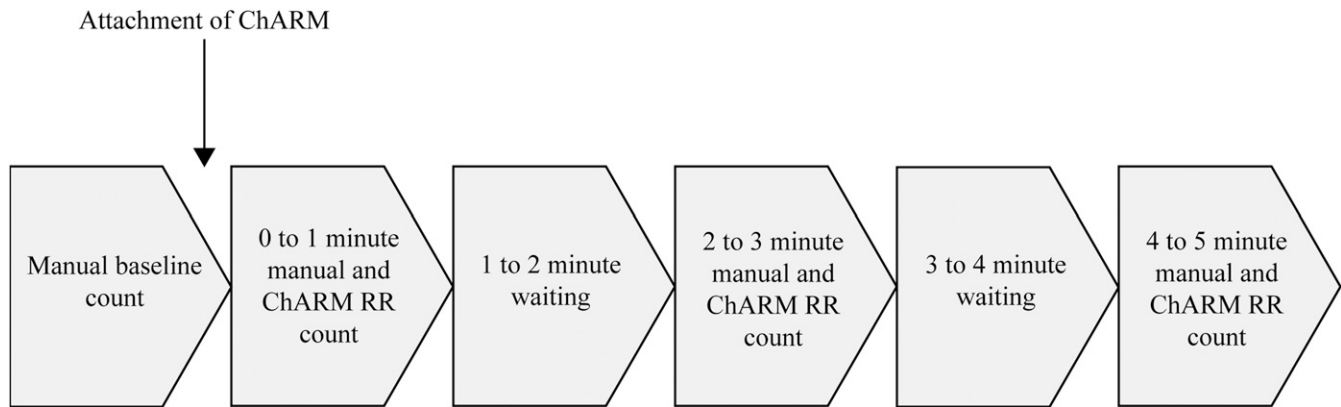 Attachment of ChARM
Manual baseline
count
0 to 1 minute
manual and
ChARM RR
count
1 to 2 minute
waiting
2 to 3 minute
manual and
ChARM RR
count
3 to 4 minute
waiting
4 to 5 minute
manual and
ChARM RR
count